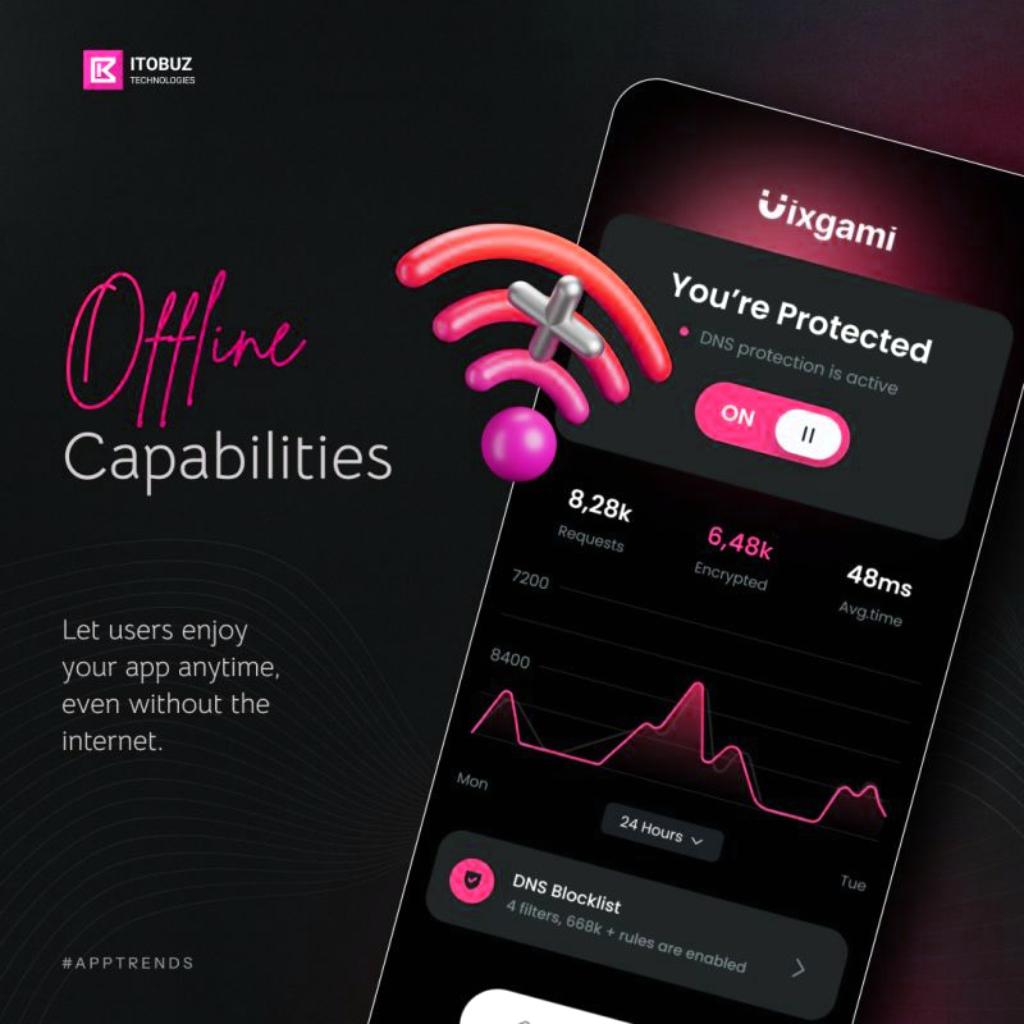 ITOBUZ
TECHNOLOGIES
Offline
Capabilities
Let users enjoy
your app anytime,
even without the
internet.
#APPTRENDS
Uixgami
You're Protected
DNS protection is active
ON
8,28k
Requests
6,48k
Encrypted
48ms
Avg.time
7200
8400
Mon
24 Hours
Tue
DNS Blocklist
4 filters, 668k + rules are enabled